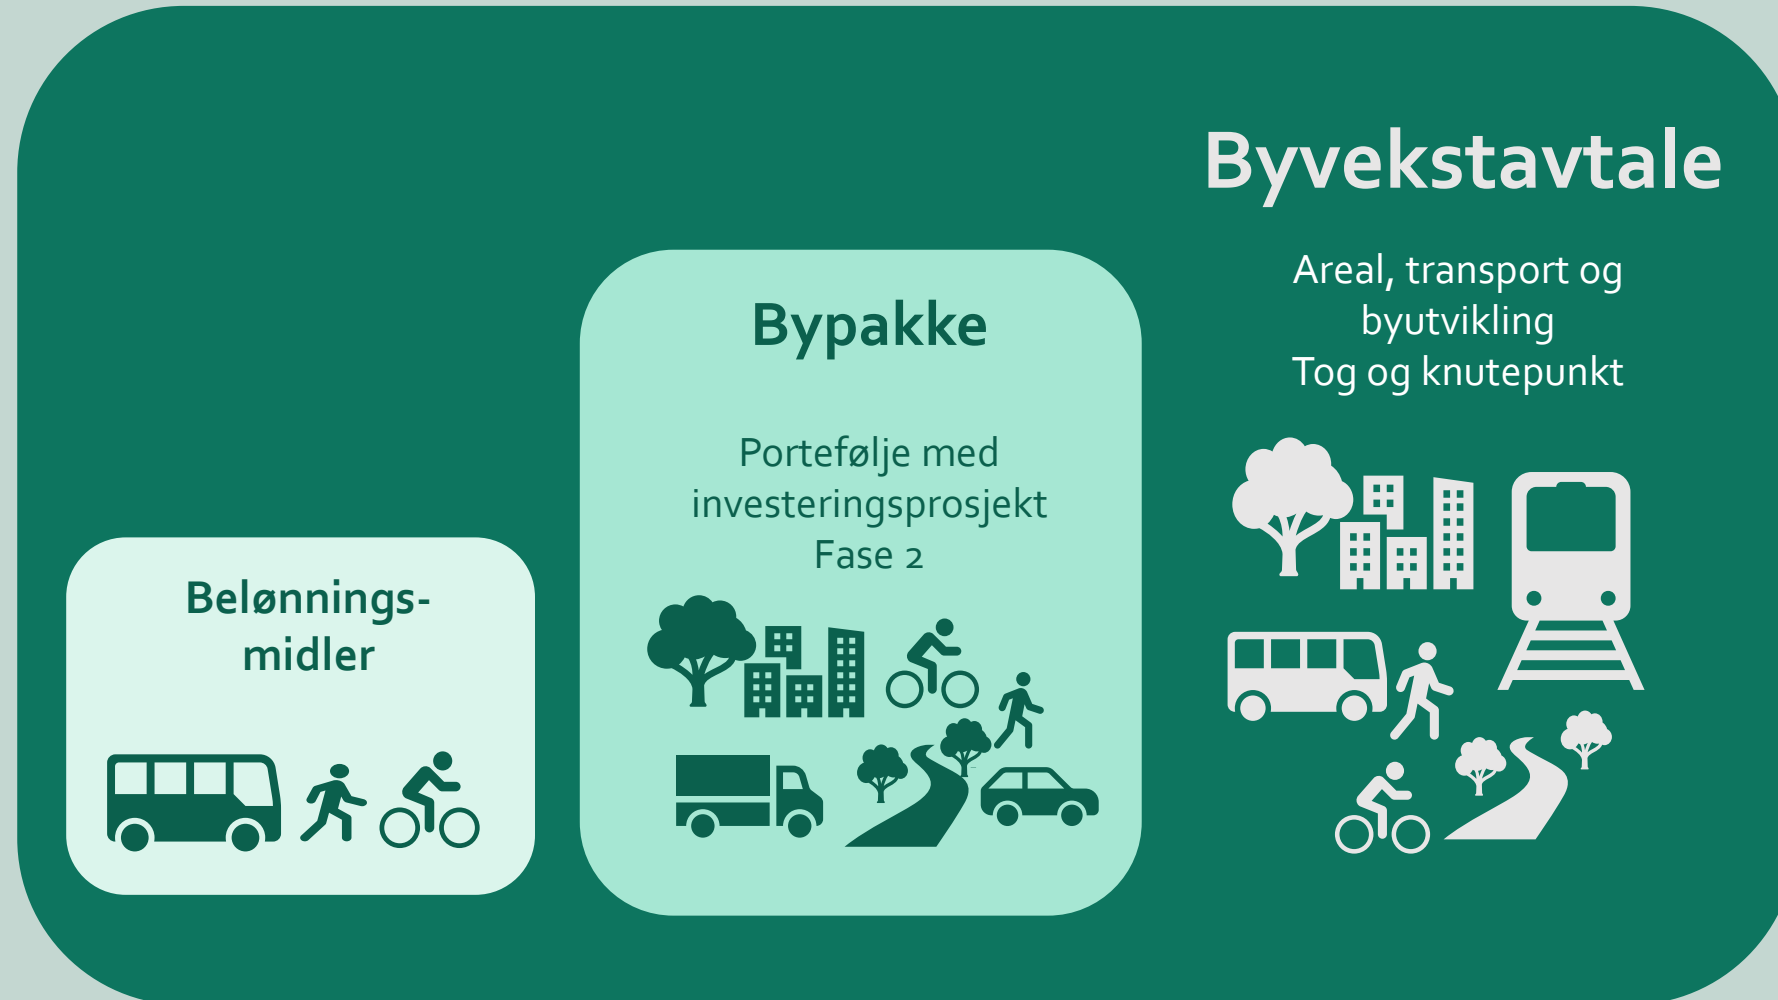 Byvekstavtale
Areal, transport og
byutvikling
Tog og knutepunkt
Bypakke
Portefølje med
investeringsprosjekt
Fase 2
Belønnings-
midler